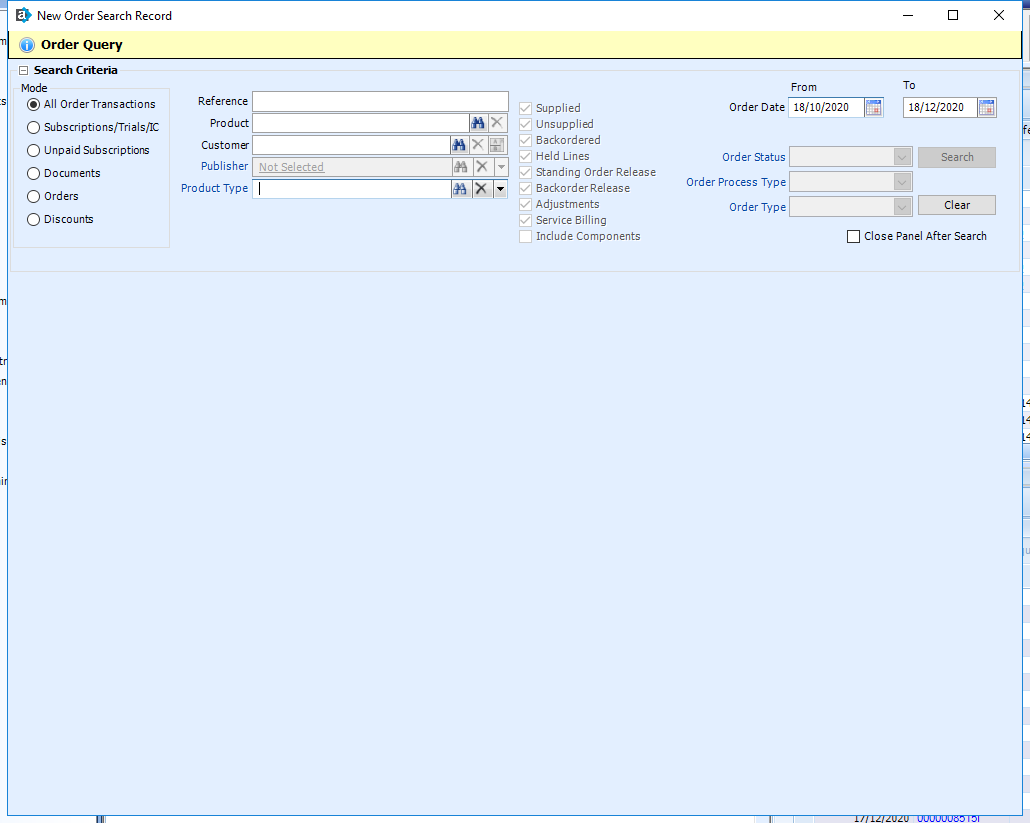 New Order Search Record
Order Query
Search Criteria
Mode
All Order Transactions
Subscriptions/Trials/IC
Unpaid Subscriptions
Documents
Orders
Discounts
Reference
Product
Customer
Publisher Not Selected
Product Type
Supplied
Unsupplied
Backordered
Held Lines
Standing Order Release
Backorder Release
Adjustments
Service Billing
Include Components
From To
Order Date 18/10/2020 18/12/2020
Order Status Search
Order Process Type
Order Type Clear
Close Panel After Search
17/12/2020